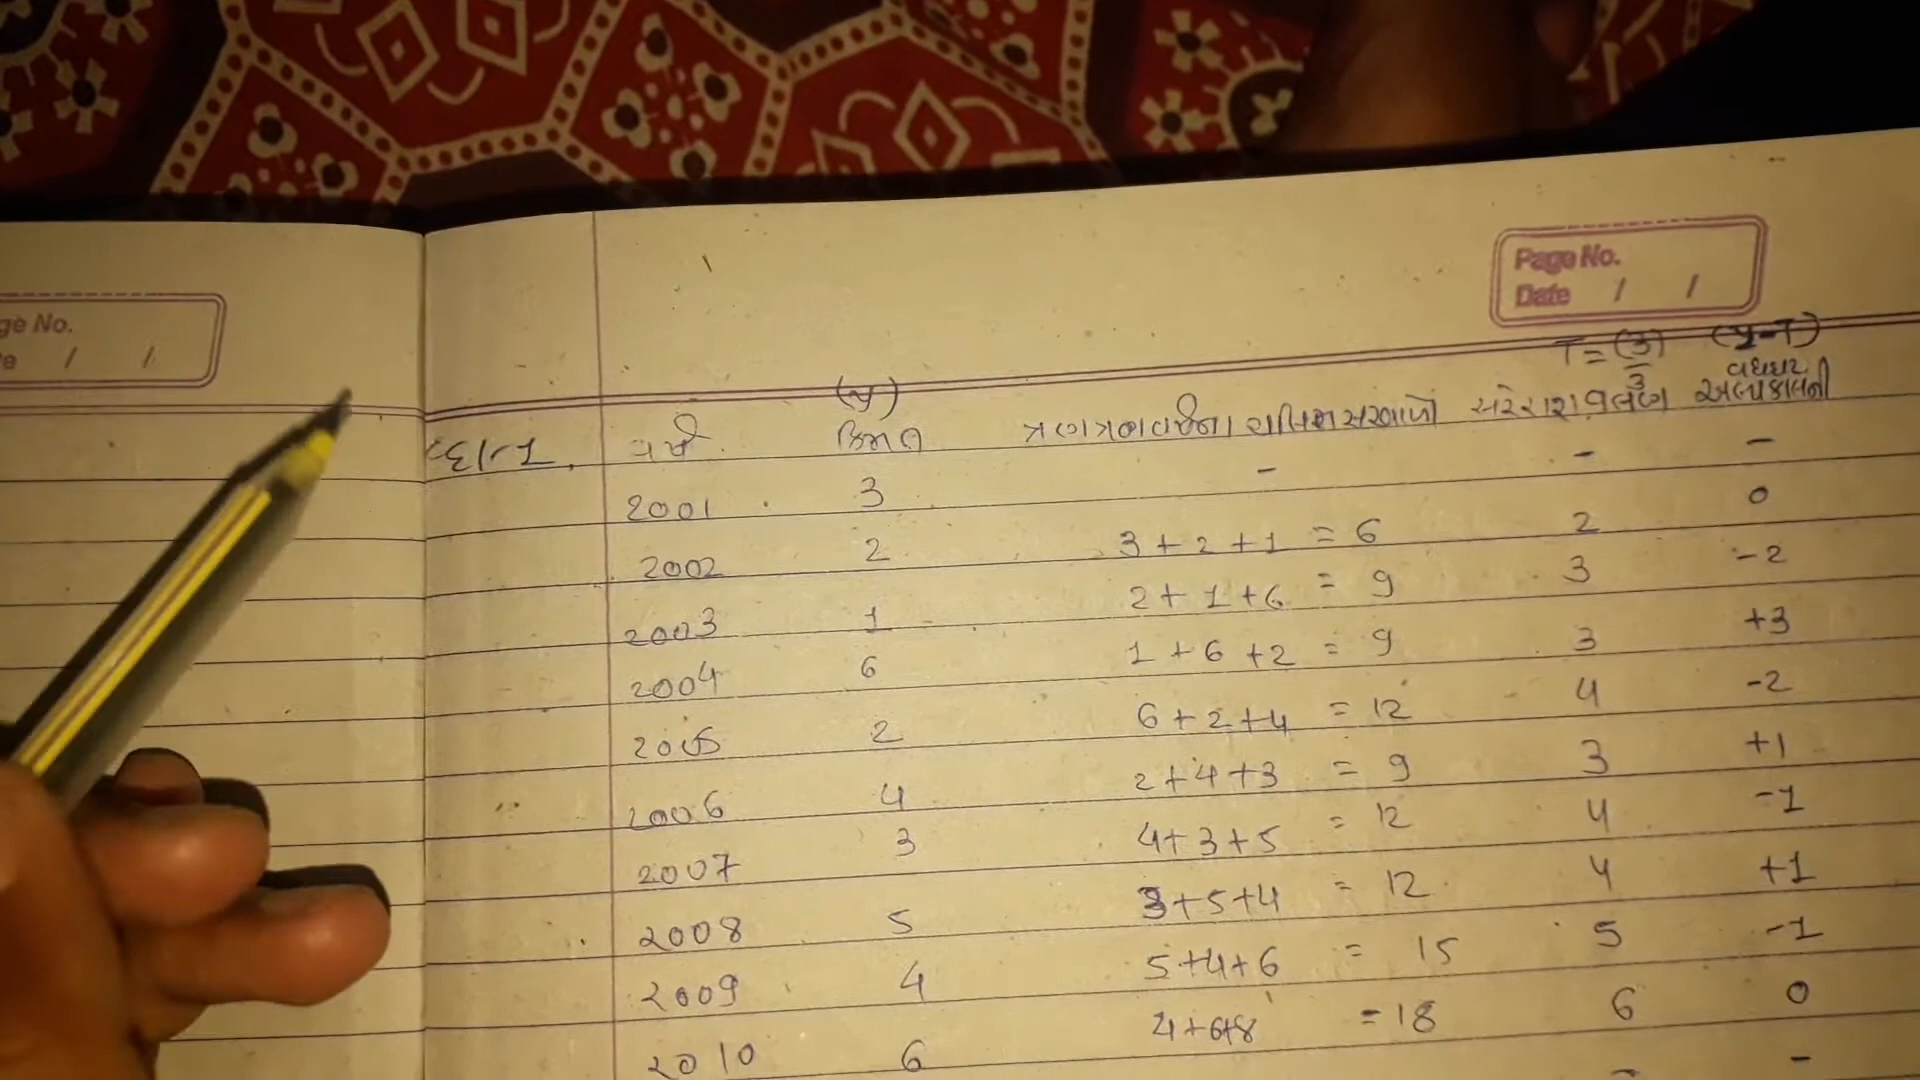 Page No.
Date / /
ge No.
e / /
T = (3)/3 (y-T)
(y) વધઘટ
દા-1. વર્ષ કિંમત ત્રણ ત્રણ વર્ષના ચલિત સરવાળો સરેરાશ વલણ અલ્પકાલની
2001 3 - - -
2002 2 3+2+1 = 6 2 0
2003 1 2+1+6 = 9 3 -2
2004 6 1+6+2 = 9 3 +3
2005 2 6+2+4 = 12 4 -2
2006 4 2+4+3 = 9 3 +1
2007 3 4+3+5 = 12 4 -1
2008 5 3+5+4 = 12 4 +1
2009 4 5+4+6 = 15 5 -1
2010 6 4+6+8 = 18 6 0
- -